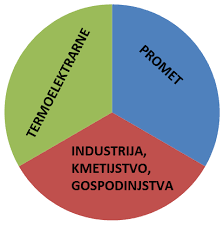 TERMOELEKTRARNE
PROMET
INDUSTRIJA,
KMETIJSTVO,
GOSPODINJSTVA